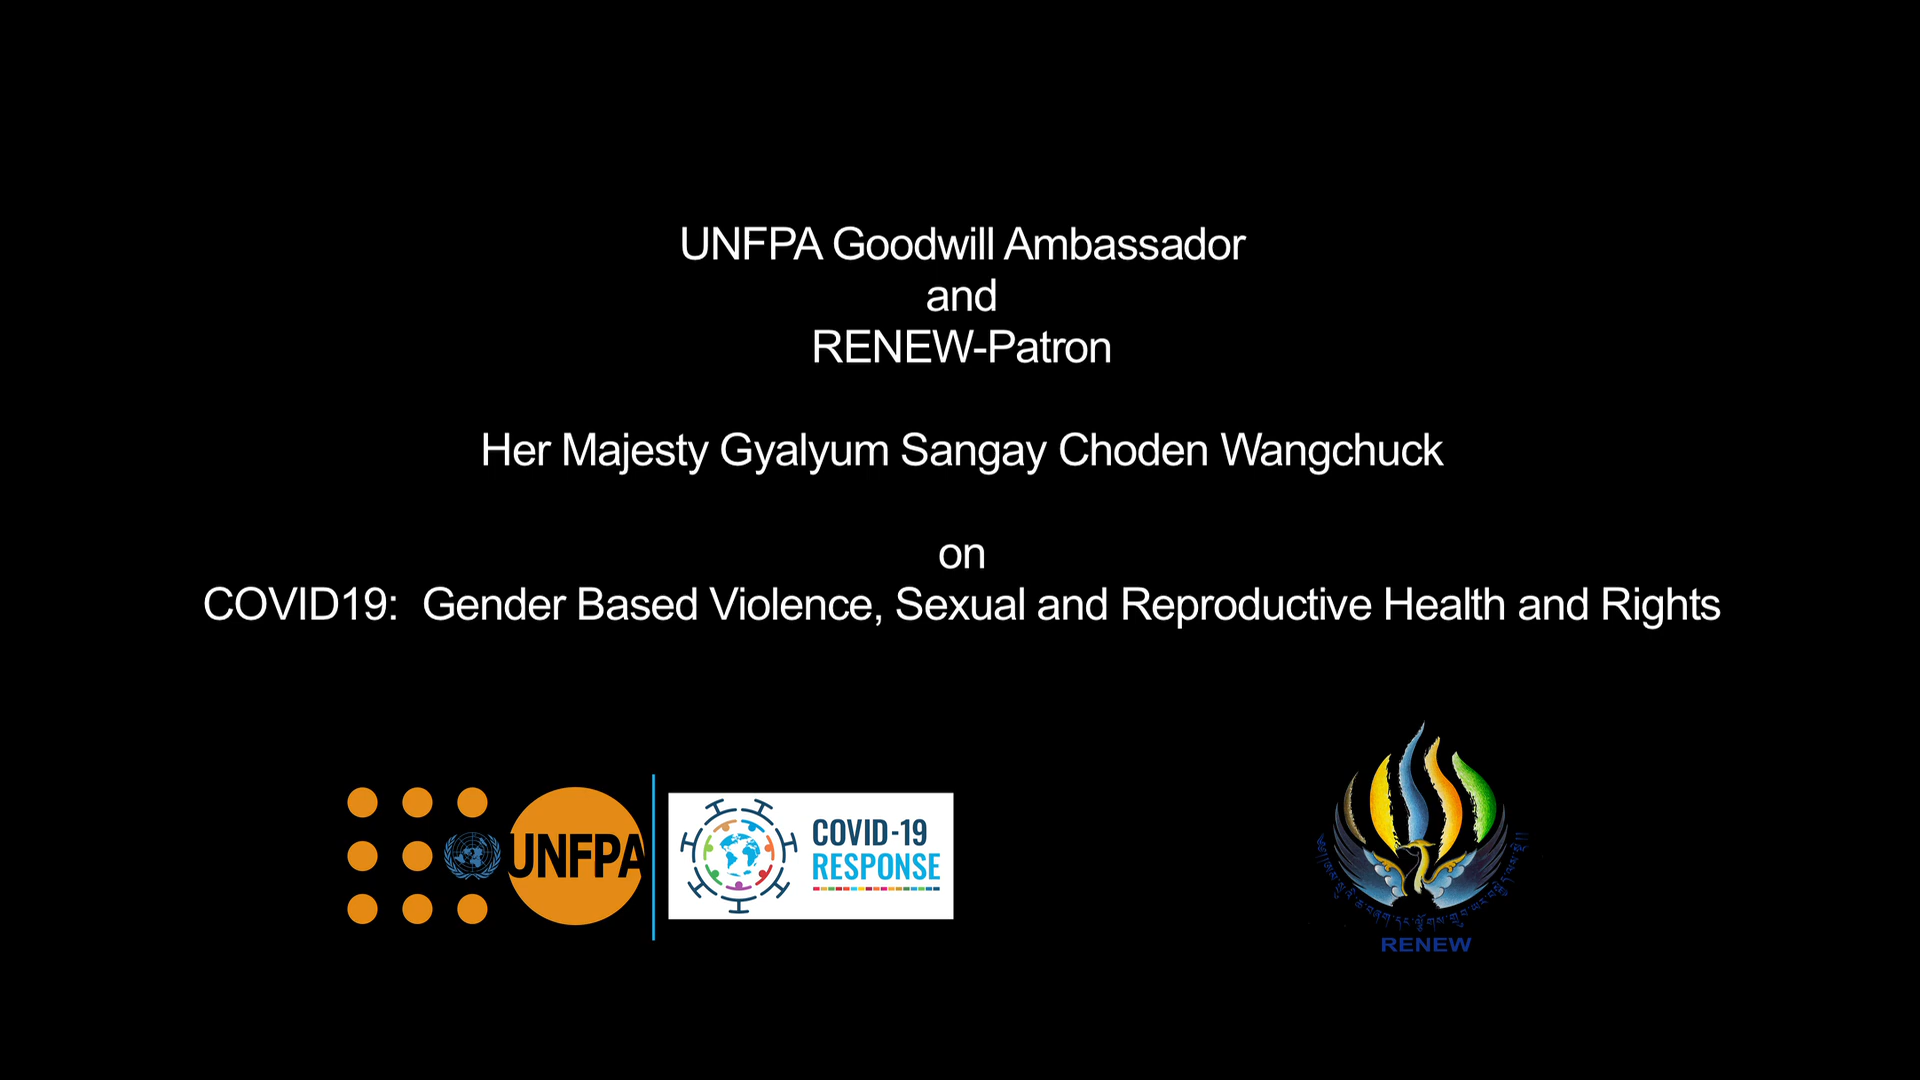 UNFPA Goodwill Ambassador
and
RENEW-Patron
Her Majesty Gyalyum Sangay Choden Wangchuck
on
COVID19:  Gender Based Violence, Sexual and Reproductive Health and Rights
UNFPA
COVID-19
RESPONSE
RENEW